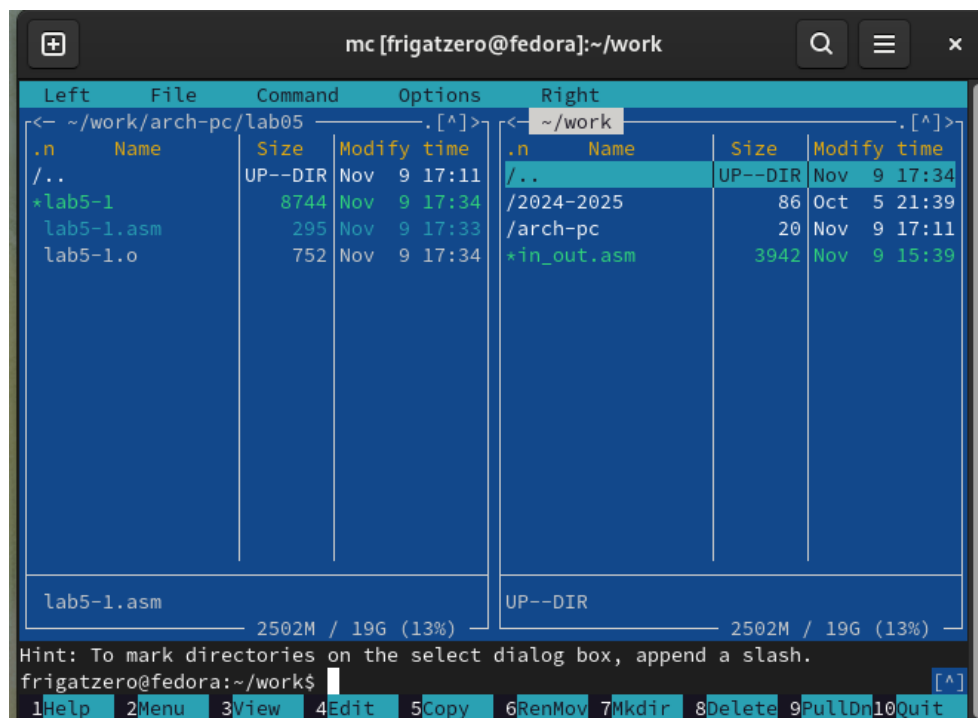 mc [frigatzero@fedora]:~/work
Left File Command Options Right
<─ ~/work/arch-pc/lab05 ──.[^]> <─ ~/work ──.[^]>
.n Name Size Modify time .n Name Size Modify time
/.. UP--DIR Nov 9 17:11 /.. UP--DIR Nov 9 17:34
*lab5-1 8744 Nov 9 17:34 /2024-2025 86 Oct 5 21:39
lab5-1.asm 295 Nov 9 17:33 /arch-pc 20 Nov 9 17:11
lab5-1.o 752 Nov 9 17:34 *in_out.asm 3942 Nov 9 15:39
lab5-1.asm UP--DIR
2502M / 19G (13%) 2502M / 19G (13%)
Hint: To mark directories on the select dialog box, append a slash.
frigatzero@fedora:~/work$ [^]
1Help 2Menu 3View 4Edit 5Copy 6RenMov 7Mkdir 8Delete 9PullDn 10Quit